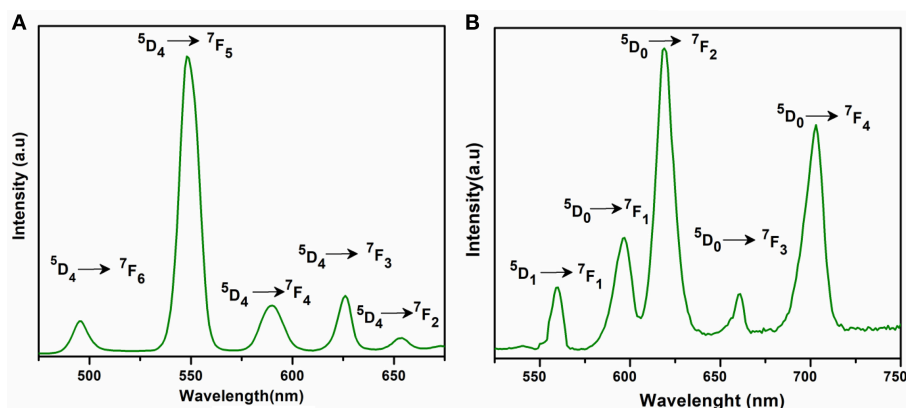 A
⁵D₄ → ⁷F₅
⁵D₄ → ⁷F₆
⁵D₄ → ⁷F₄
⁵D₄ → ⁷F₃
⁵D₄ → ⁷F₂
Intensity (a.u)
500 550 600 650
Wavelength(nm)
B
⁵D₀ → ⁷F₂
⁵D₀ → ⁷F₄
⁵D₀ → ⁷F₁
⁵D₀ → ⁷F₃
⁵D₁ → ⁷F₁
Intensity(a.u)
550 600 650 700 750
Wavelenght (nm)